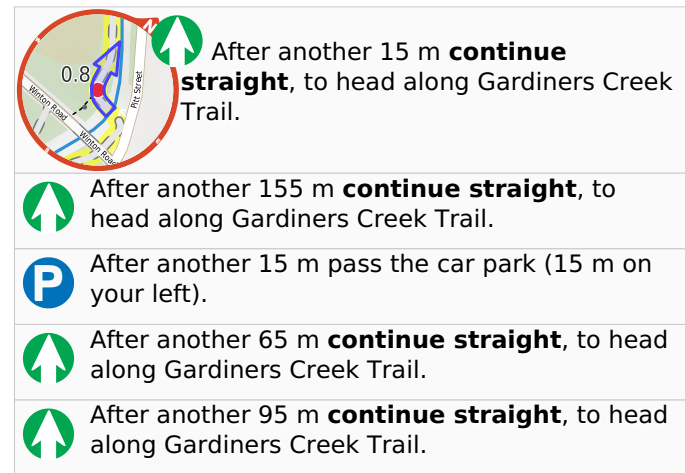 N
0.8
Winton Road
Pitt Street
Winton Road
After another 15 m continue
straight, to head along Gardiners Creek
Trail.
After another 155 m continue straight, to
head along Gardiners Creek Trail.
P
After another 15 m pass the car park (15 m on
your left).
After another 65 m continue straight, to head
along Gardiners Creek Trail.
After another 95 m continue straight, to head
along Gardiners Creek Trail.